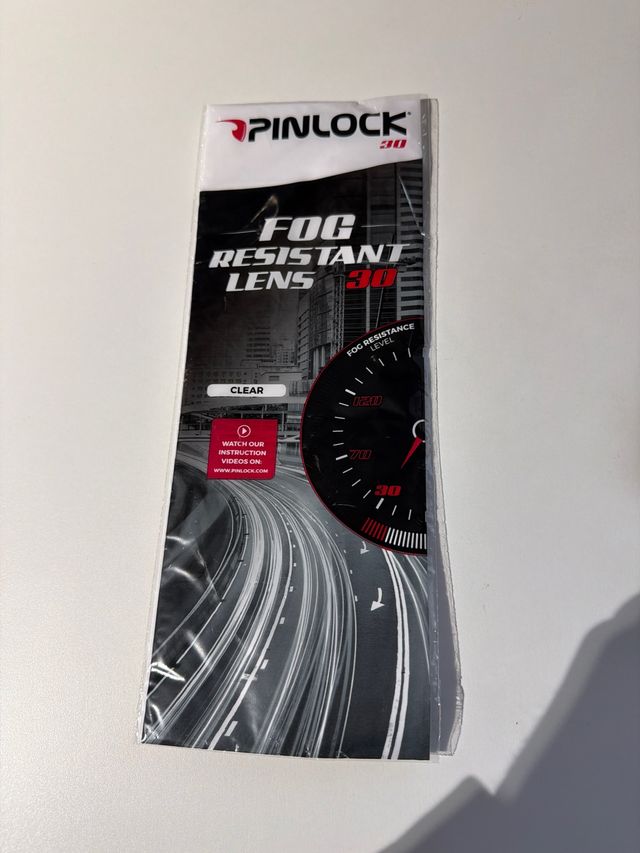 PINLOCK®
30
FOG
RESISTANT
LENS 30
FOG RESISTANCE
LEVEL
CLEAR
120
WATCH OUR
INSTRUCTION
VIDEOS ON:
WWW.PINLOCK.COM
70
30